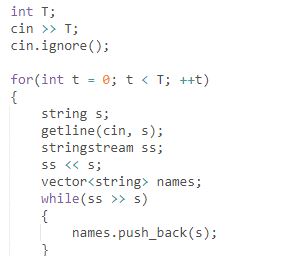 int T;
cin >> T;
cin.ignore();
for(int t = 0; t < T; ++t)
{
string s;
getline(cin, s);
stringstream ss;
ss << s;
vector<string> names;
while(ss >> s)
{
names.push_back(s);
}